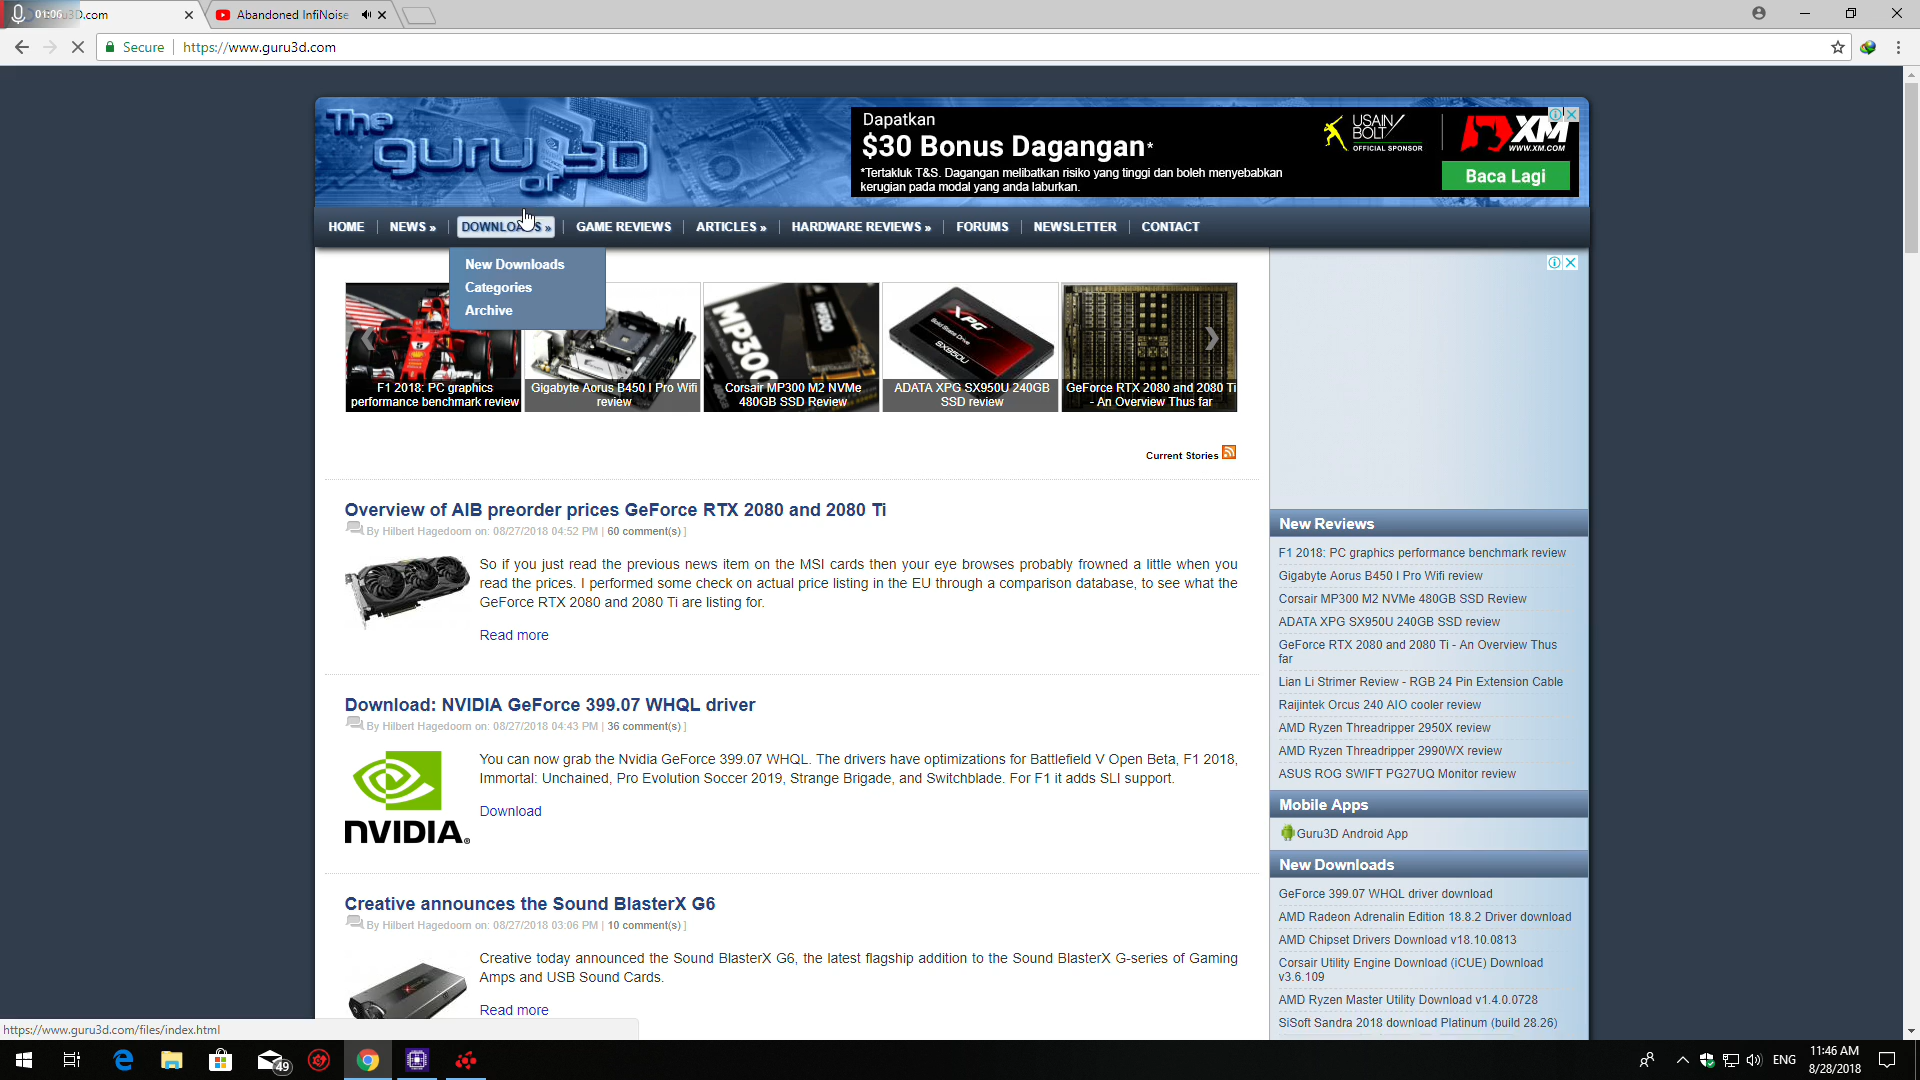 01:06
3D.com
Abandoned InfiNoise
Secure
https://www.guru3d.com
The
guru 3D
of
Dapatkan
$30 Bonus Dagangan*
*Tertakluk T&S. Dagangan melibatkan risiko yang tinggi dan boleh menyebabkan
kerugian pada modal yang anda laburkan.
USAIN
BOLT
OFFICIAL SPONSOR
XM
WWW.XM.COM
Baca Lagi
HOME
NEWS »
DOWNLOADS »
GAME REVIEWS
ARTICLES »
HARDWARE REVIEWS »
FORUMS
NEWSLETTER
CONTACT
New Downloads
Categories
Archive
F1 2018: PC graphics
performance benchmark review
Gigabyte Aorus B450 I Pro Wifi
review
MP300
Corsair MP300 M2 NVMe
480GB SSD Review
XPG
Solid State Drive
SX950U
ADATA XPG SX950U 240GB
SSD review
GeForce RTX 2080 and 2080 Ti
- An Overview Thus far
Current Stories
Overview of AIB preorder prices GeForce RTX 2080 and 2080 Ti
By Hilbert Hagedoorn on: 08/27/2018 04:52 PM | 60 comment(s) ]
So if you just read the previous news item on the MSI cards then your eye browses probably frowned a little when you
read the prices. I performed some check on actual price listing in the EU through a comparison database, to see what the
GeForce RTX 2080 and 2080 Ti are listing for.
Read more
Download: NVIDIA GeForce 399.07 WHQL driver
By Hilbert Hagedoorn on: 08/27/2018 04:43 PM | 36 comment(s) ]
You can now grab the Nvidia GeForce 399.07 WHQL. The drivers have optimizations for Battlefield V Open Beta, F1 2018,
Immortal: Unchained, Pro Evolution Soccer 2019, Strange Brigade, and Switchblade. For F1 it adds SLI support.
Download
NVIDIA.
Creative announces the Sound BlasterX G6
By Hilbert Hagedoorn on: 08/27/2018 03:06 PM | 10 comment(s) ]
Creative today announced the Sound BlasterX G6, the latest flagship addition to the Sound BlasterX G-series of Gaming
Amps and USB Sound Cards.
Read more
New Reviews
F1 2018: PC graphics performance benchmark review
Gigabyte Aorus B450 I Pro Wifi review
Corsair MP300 M2 NVMe 480GB SSD Review
ADATA XPG SX950U 240GB SSD review
GeForce RTX 2080 and 2080 Ti - An Overview Thus
far
Lian Li Strimer Review - RGB 24 Pin Extension Cable
Raijintek Orcus 240 AIO cooler review
AMD Ryzen Threadripper 2950X review
AMD Ryzen Threadripper 2990WX review
ASUS ROG SWIFT PG27UQ Monitor review
Mobile Apps
Guru3D Android App
New Downloads
GeForce 399.07 WHQL driver download
AMD Radeon Adrenalin Edition 18.8.2 Driver download
AMD Chipset Drivers Download v18.10.0813
Corsair Utility Engine Download (iCUE) Download
v3.6.109
AMD Ryzen Master Utility Download v1.4.0.0728
SiSoft Sandra 2018 download Platinum (build 28.26)
https://www.guru3d.com/files/index.html
49
ENG
11:46 AM
8/28/2018